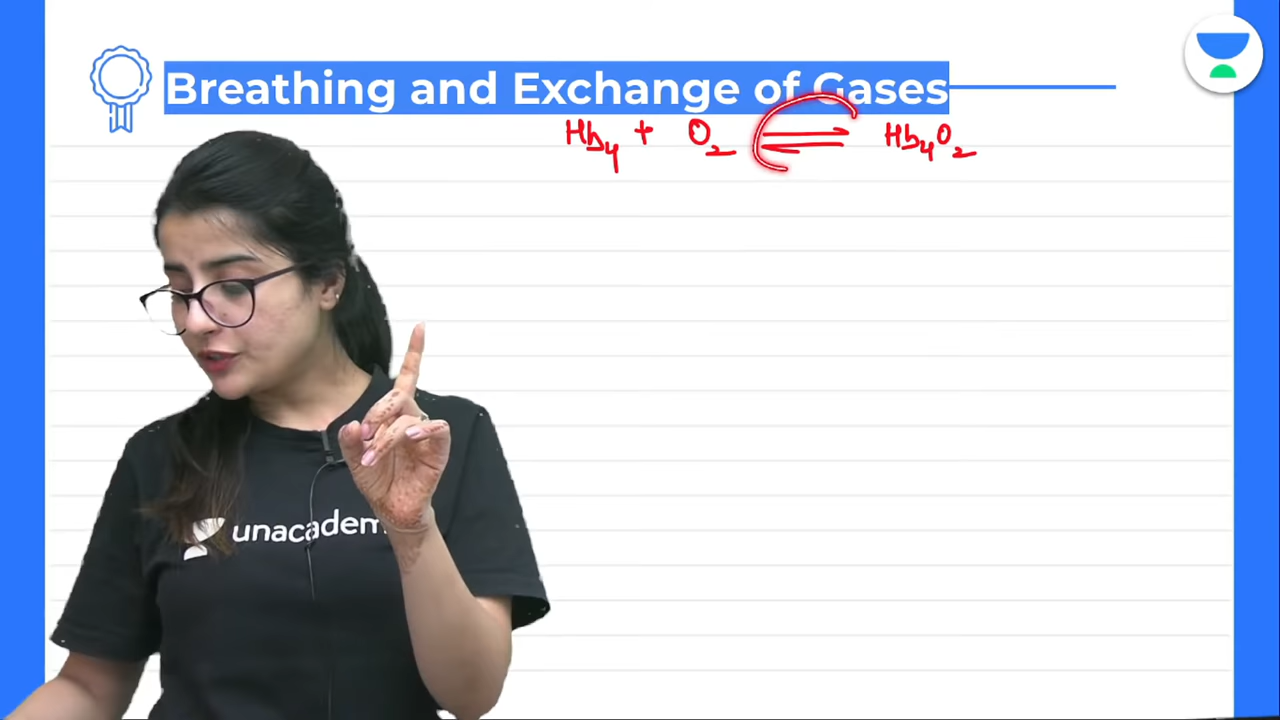 Breathing and Exchange of Gases
Hb₄ + O₂ ⇌ Hb₄O₂
unacadem